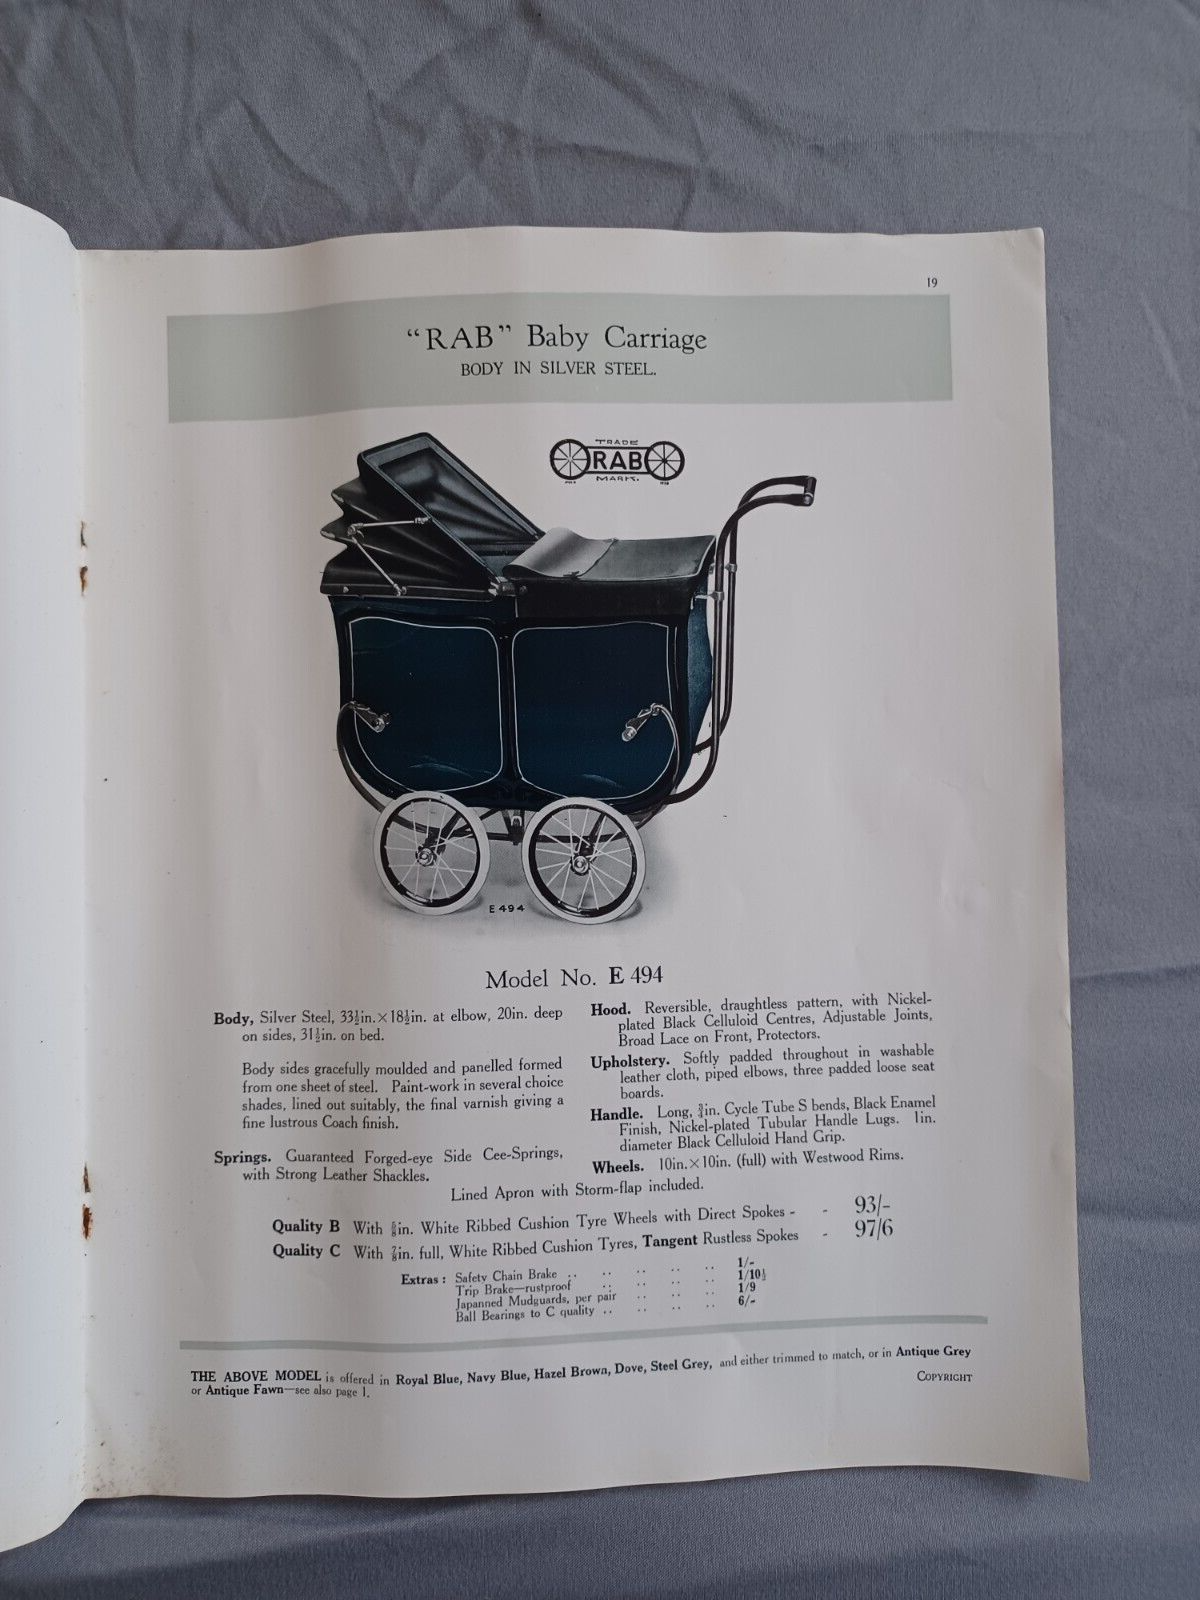 19
“RAB” Baby Carriage
BODY IN SILVER STEEL.
TRADE
RAB
MARK.
E 494
Model No. E 494
Body, Silver Steel, 33½in.×18½in. at elbow, 20in. deep
on sides, 31½in. on bed.
Body sides gracefully moulded and panelled formed
from one sheet of steel. Paint-work in several choice
shades, lined out suitably, the final varnish giving a
fine lustrous Coach finish.
Springs. Guaranteed Forged-eye Side Cee-Springs,
with Strong Leather Shackles.
Hood. Reversible, draughtless pattern, with Nickel-
plated Black Celluloid Centres, Adjustable Joints,
Broad Lace on Front, Protectors.
Upholstery. Softly padded throughout in washable
leather cloth, piped elbows, three padded loose seat
boards.
Handle. Long, ¾in. Cycle Tube S bends, Black Enamel
Finish, Nickel-plated Tubular Handle Lugs. 1in.
diameter Black Celluloid Hand Grip.
Wheels. 10in.×10in. (full) with Westwood Rims.
Lined Apron with Storm-flap included.
Quality B With in. White Ribbed Cushion Tyre Wheels with Direct Spokes - - 93/-
Quality C With ⅞in. full, White Ribbed Cushion Tyres, Tangent Rustless Spokes - 97/6
Extras : Safety Chain Brake .. .. .. .. .. 1/-
Trip Brake—rustproof .. .. .. .. 1/10½
Japanned Mudguards, per pair .. .. .. 1/9
Ball Bearings to C quality .. .. .. .. 6/-
THE ABOVE MODEL is offered in Royal Blue, Navy Blue, Hazel Brown, Dove, Steel Grey, and either trimmed to match, or in Antique Grey
or Antique Fawn—see also page 1.
COPYRIGHT